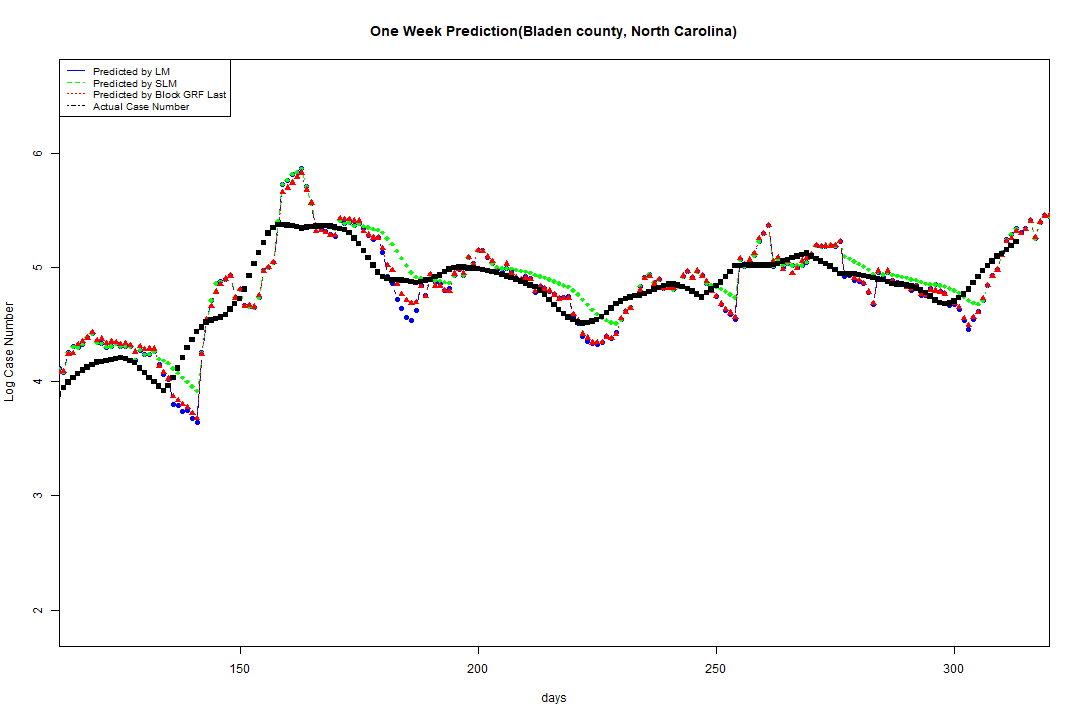 One Week Prediction(Bladen county, North Carolina)
Predicted by LM
Predicted by SLM
Predicted by Block GRF Last
Actual Case Number
6
5
4
3
2
Log Case Number
150
200
250
300
days